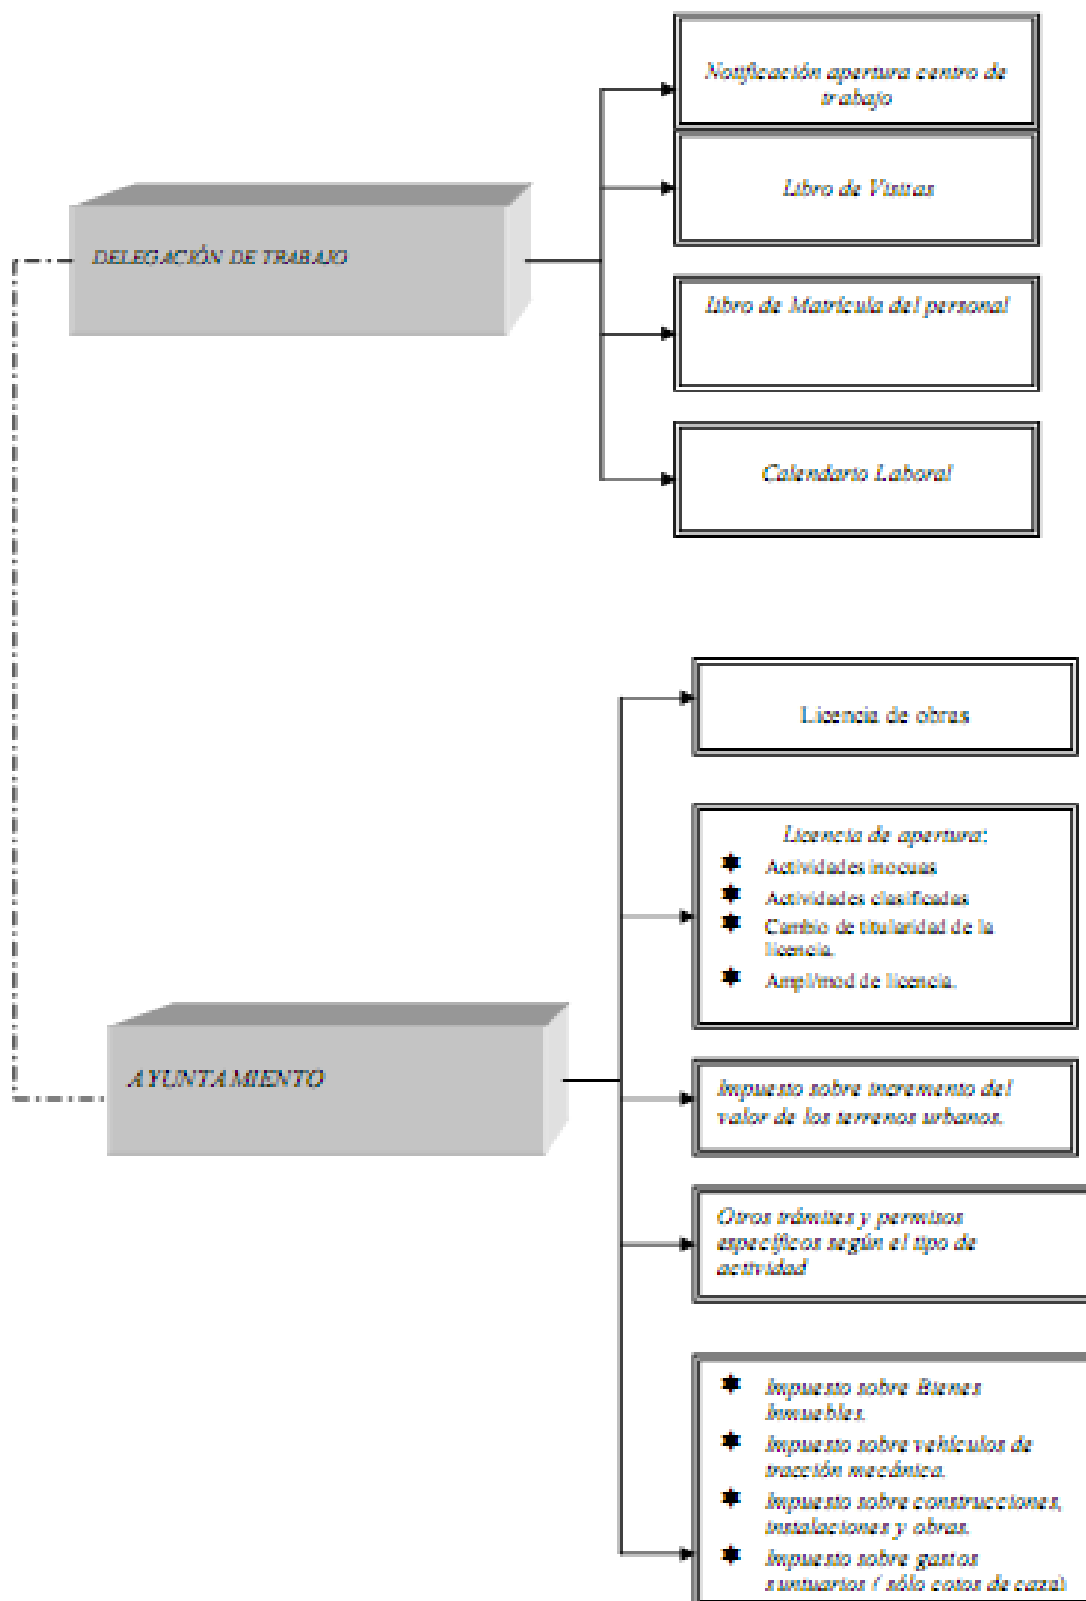 Notificación apertura centro de
trabajo
Libro de Visitas
DELEGACIÓN DE TRABAJO
Libro de Matrícula del personal
Calendario Laboral
Licencia de obras
Licencia de apertura:
Actividades inocuas
Actividades clasificadas
Cambio de titularidad de la
licencia.
Ampl/mod de licencia.
AYUNTAMIENTO
Impuesto sobre incremento del
valor de los terrenos urbanos.
Otros trámites y permisos
específicos según el tipo de
actividad
Impuesto sobre Bienes
Inmuebles.
Impuesto sobre vehículos de
tracción mecánica.
Impuesto sobre construcciones,
instalaciones y obras.
Impuesto sobre gastos
suntuarios ( sólo cotos de caza)